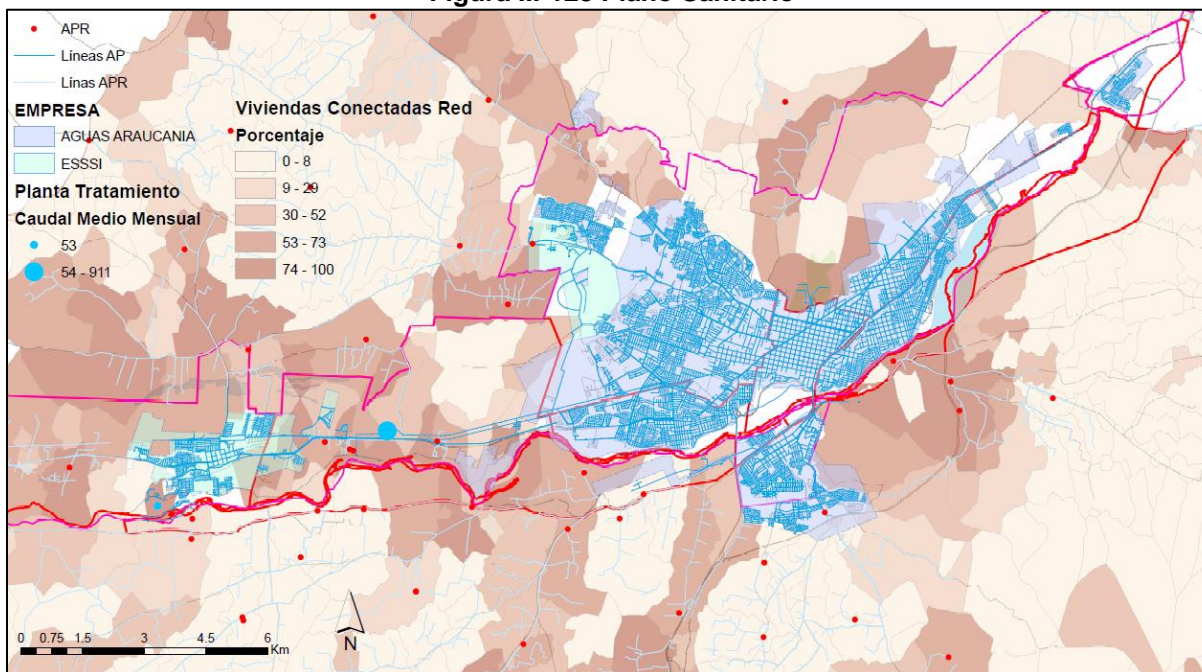 APR
Líneas AP
Línas APR
EMPRESA
AGUAS ARAUCANIA
ESSSI
Planta Tratamiento
Caudal Medio Mensual
53
54 - 911
Viviendas Conectadas Red
Porcentaje
0 - 8
9 - 29
30 - 52
53 - 73
74 - 100
0 0.75 1.5 3 4.5 6
Km
N